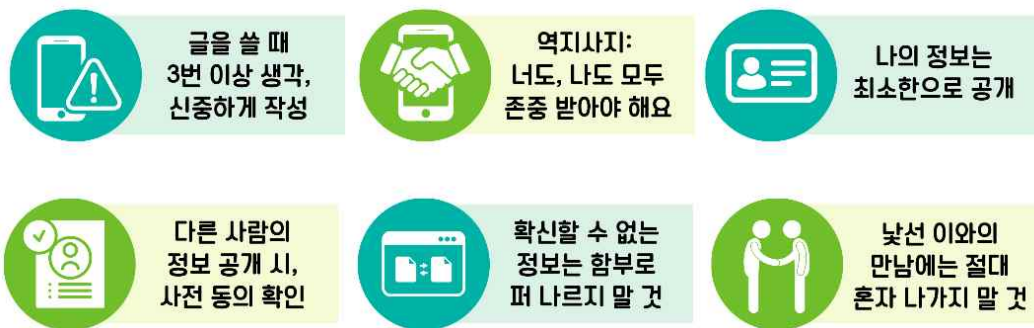 글을 쓸 때
3번 이상 생각,
신중하게 작성
역지사지:
너도, 나도 모두
존중 받아야 해요
나의 정보는
최소한으로 공개
다른 사람의
정보 공개 시,
사전 동의 확인
확신할 수 없는
정보는 함부로
퍼 나르지 말 것
낯선 이와의
만남에는 절대
혼자 나가지 말 것